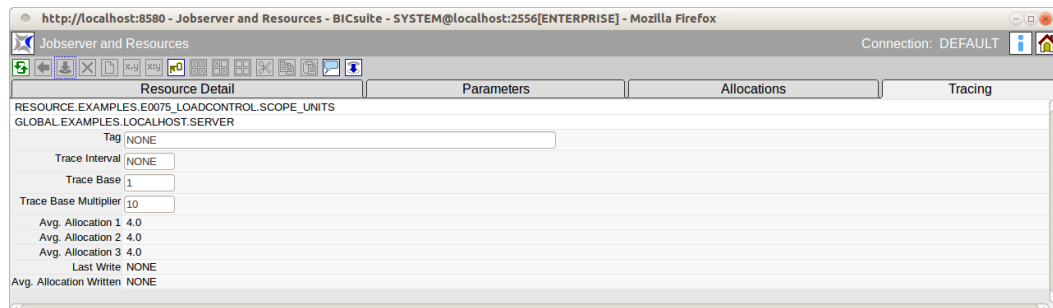 http://localhost:8580 - Jobserver and Resources - BICsuite - SYSTEM@localhost:2556[ENTERPRISE] - Mozilla Firefox
Jobserver and Resources Connection: DEFAULT
Resource Detail Parameters Allocations Tracing
RESOURCE.EXAMPLES.E0075_LOADCONTROL.SCOPE_UNITS
GLOBAL.EXAMPLES.LOCALHOST.SERVER
Tag NONE
Trace Interval NONE
Trace Base 1
Trace Base Multiplier 10
Avg. Allocation 1 4.0
Avg. Allocation 2 4.0
Avg. Allocation 3 4.0
Last Write NONE
Avg. Allocation Written NONE